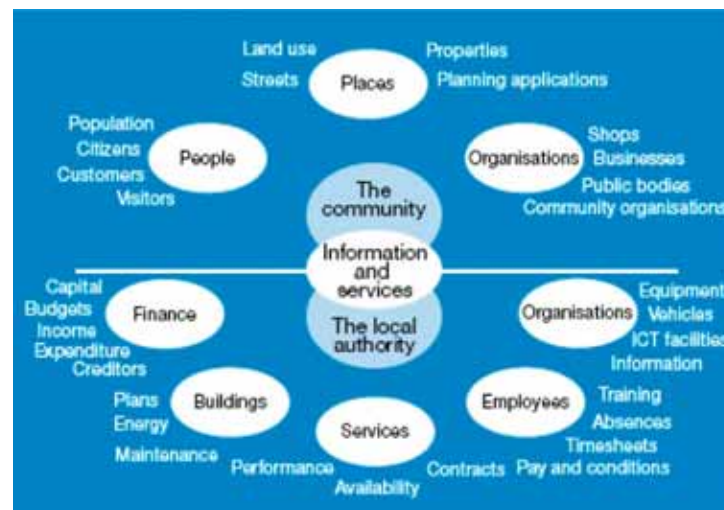 Land use
Properties
Streets
Places
Planning applications
Population
Citizens
Customers
Visitors
People
Organisations
Shops
Businesses
Public bodies
Community organisations
The
community
Information
and
services
The local
authority
Capital
Budgets
Income
Expenditure
Creditors
Finance
Organisations
Equipment
Vehicles
ICT facilities
Information
Plans
Energy
Maintenance
Buildings
Services
Performance
Availability
Contracts
Employees
Training
Absences
Timesheets
Pay and conditions